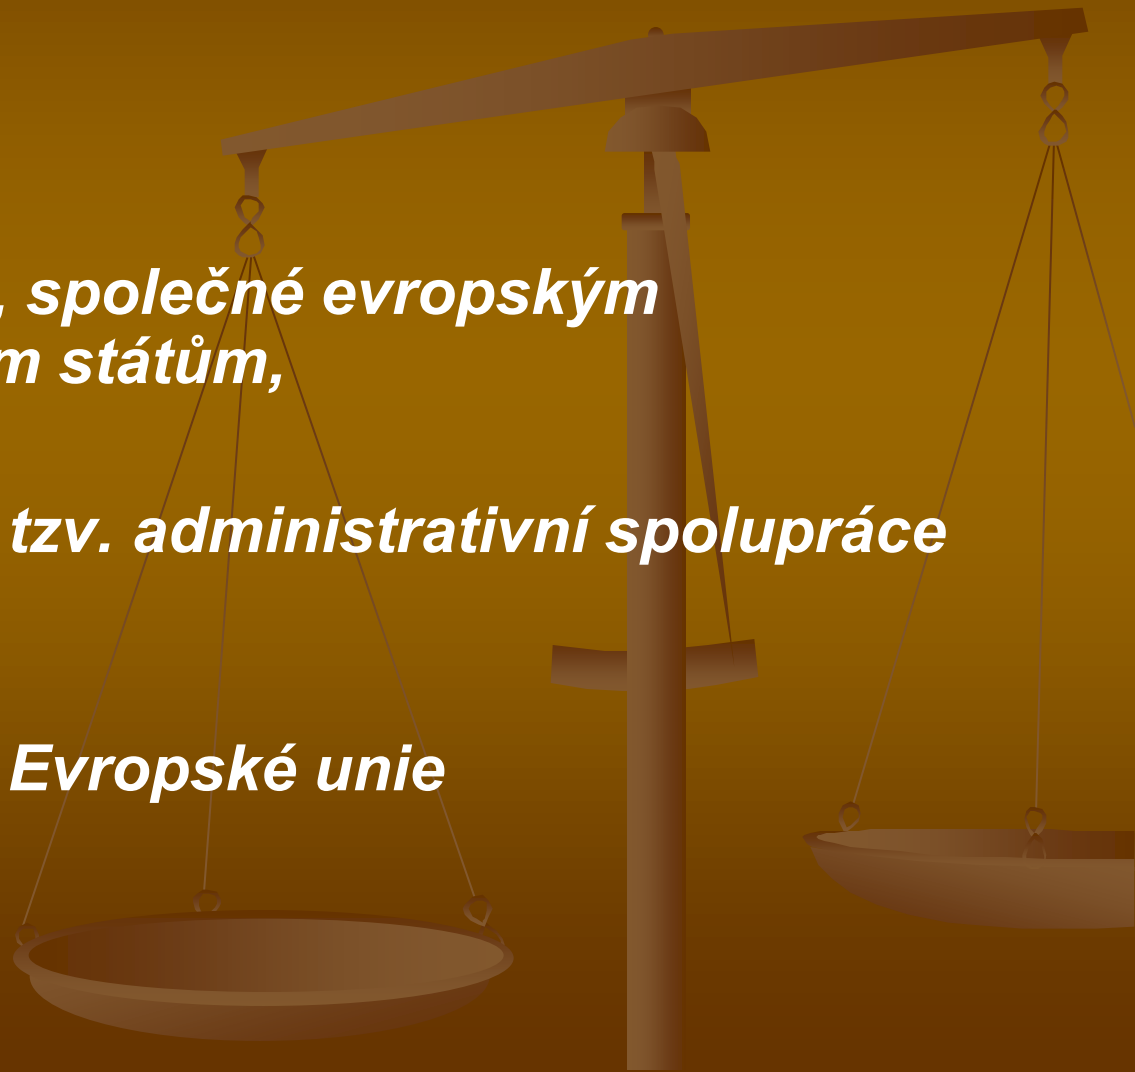 , společné evropským
m státům,
tzv. administrativní spolupráce
Evropské unie